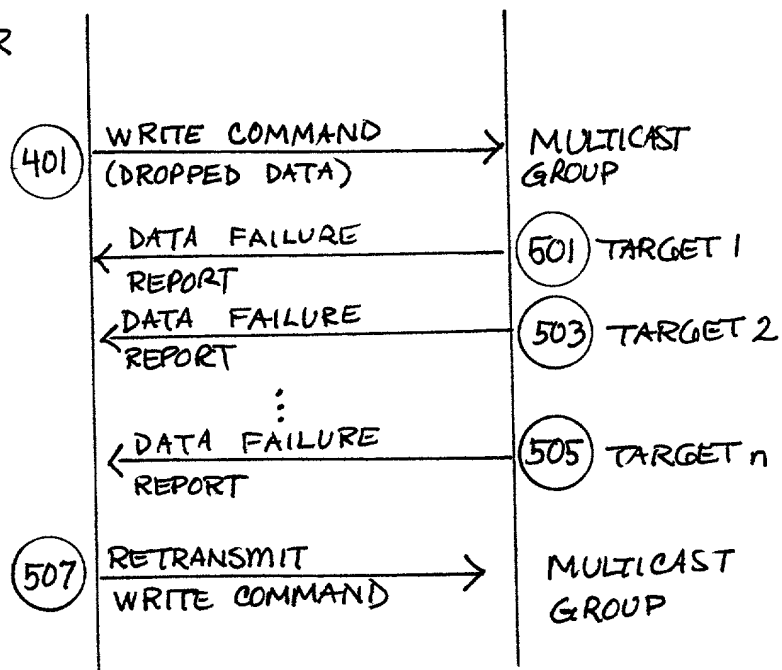 R
401 WRITE COMMAND MULTICAST
(DROPPED DATA) GROUP
DATA FAILURE 501 TARGET 1
REPORT
DATA FAILURE 503 TARGET 2
REPORT
⋮
DATA FAILURE 505 TARGET n
REPORT
507 RETRANSMIT MULTICAST
WRITE COMMAND GROUP